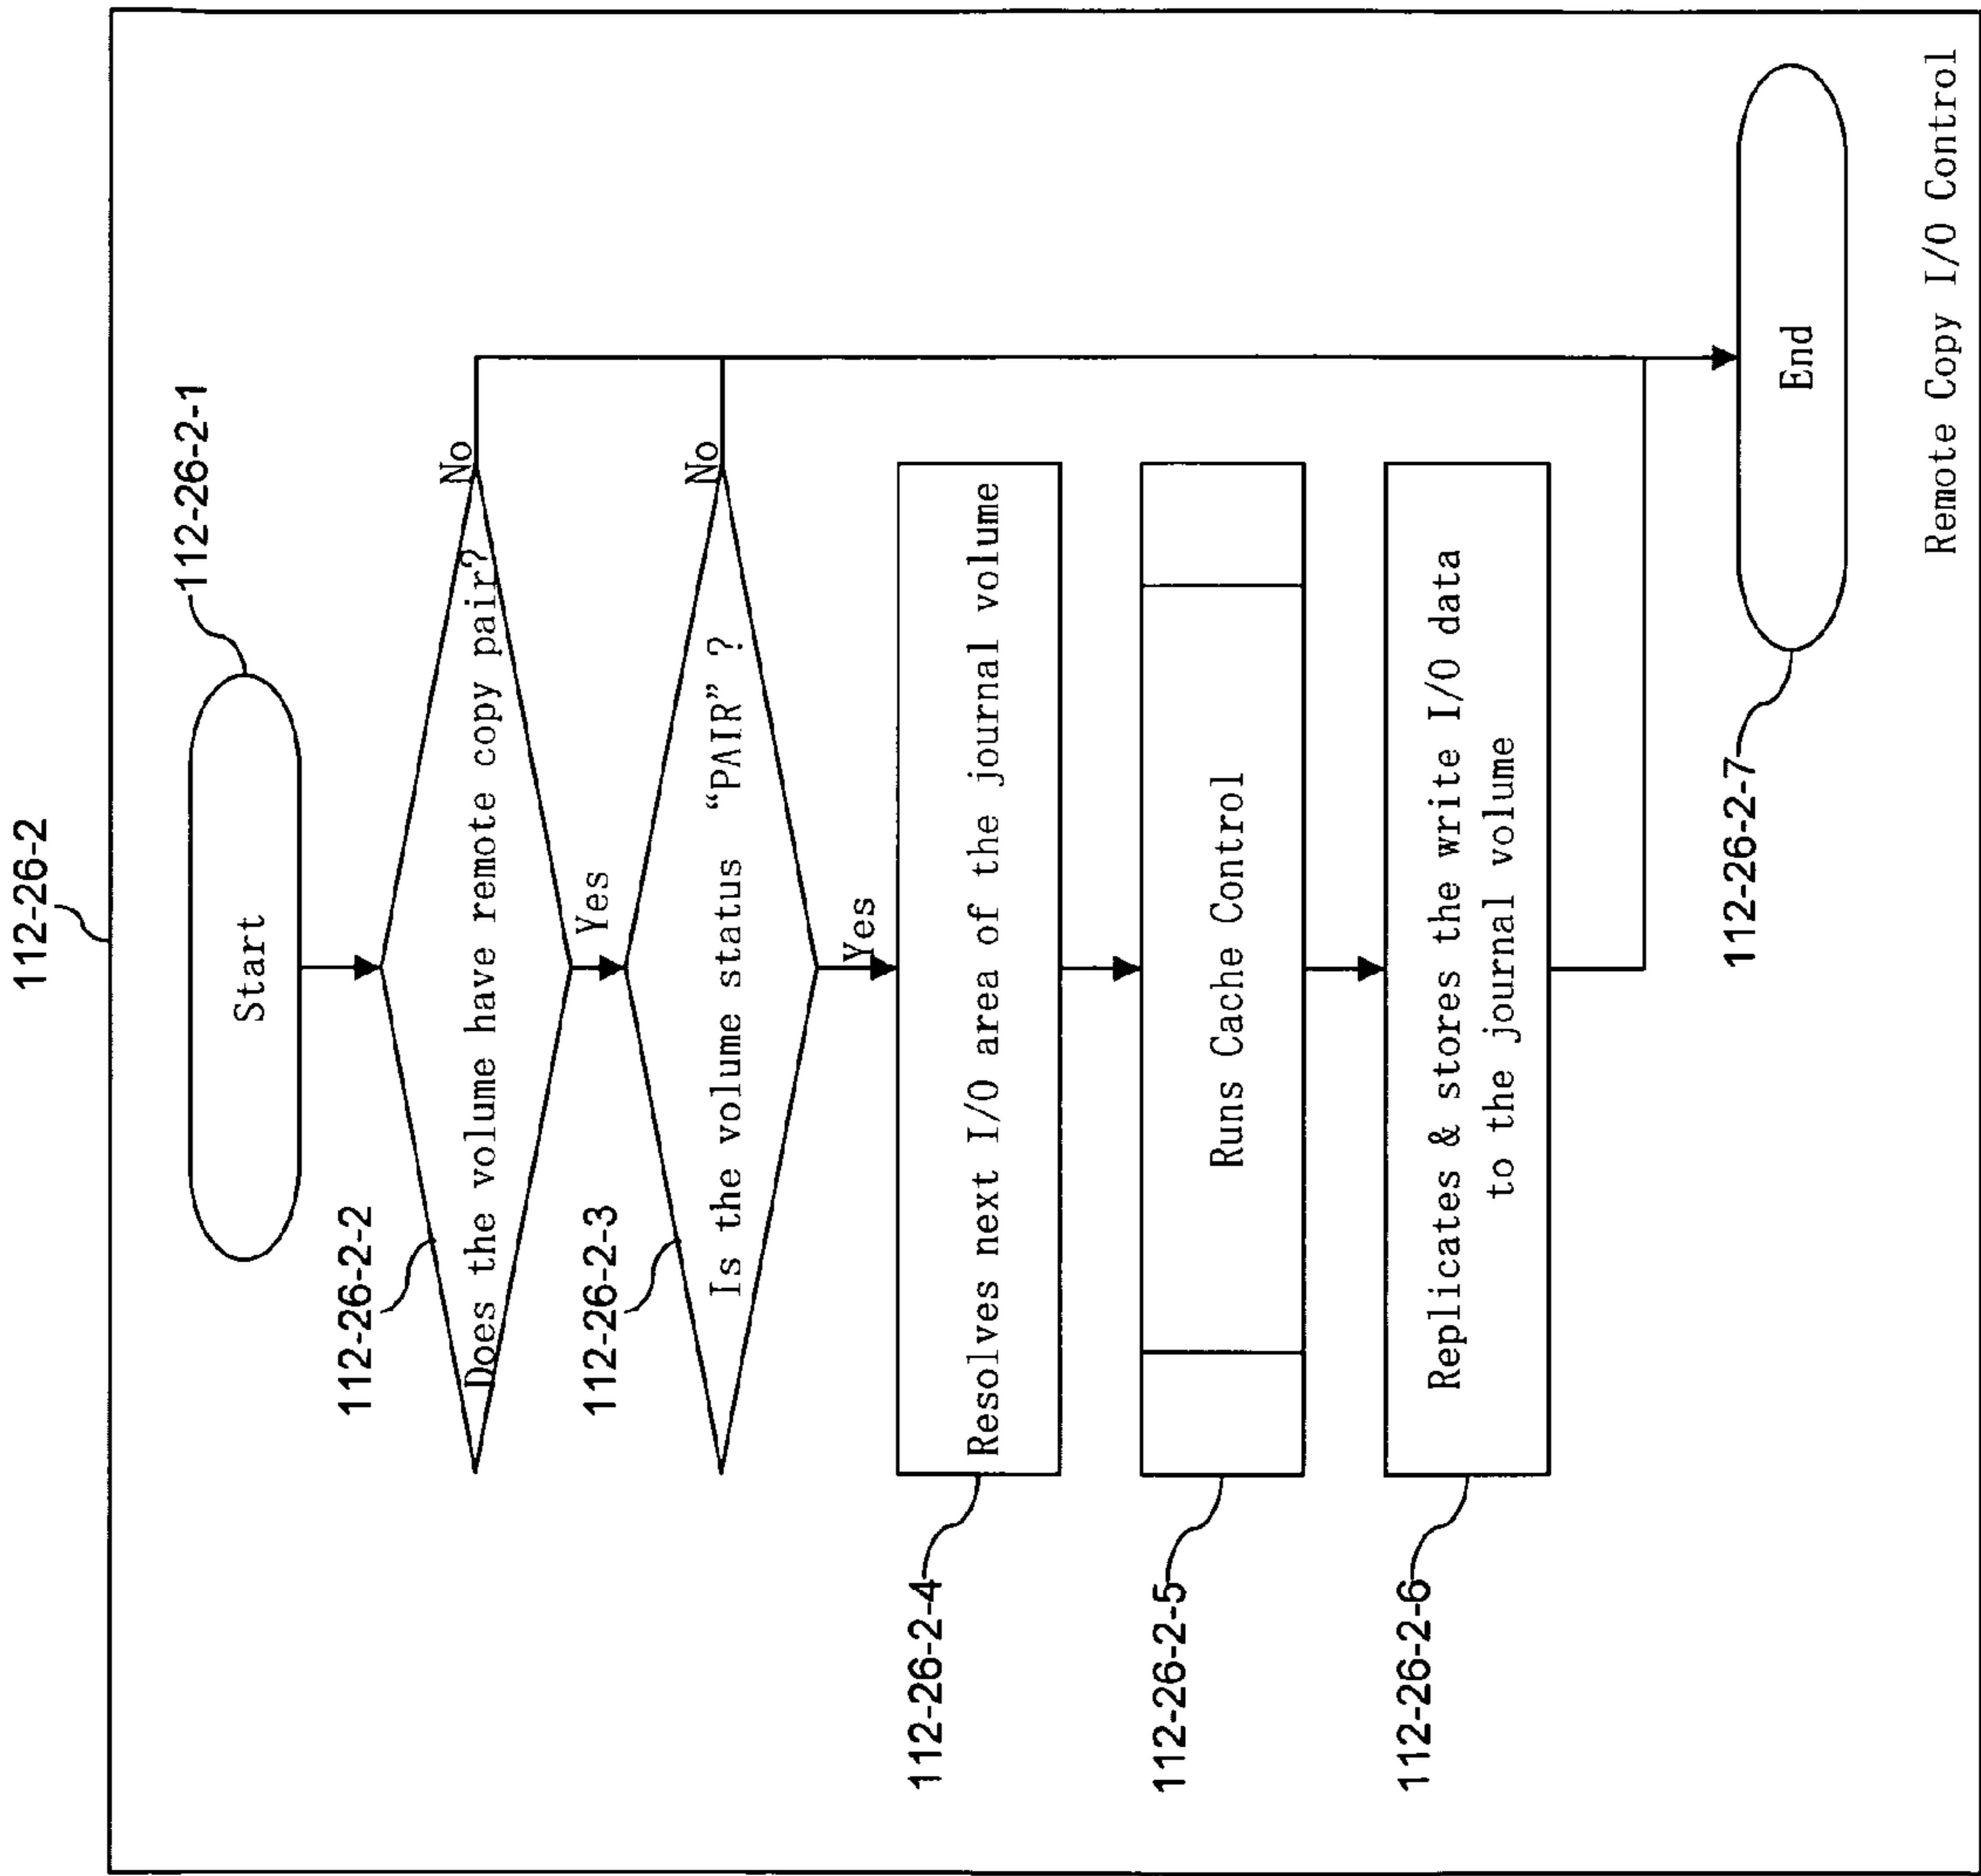 112-26-2
112-26-2-1
Start
112-26-2-2
Does the volume have remote copy pair?
No
Yes
112-26-2-3
Is the volume status “PAIR” ?
No
Yes
112-26-2-4
Resolves next I/O area of the journal volume
112-26-2-5
Runs Cache Control
112-26-2-6
Replicates & stores the write I/O data
to the journal volume
112-26-2-7
End
Remote Copy I/O Control